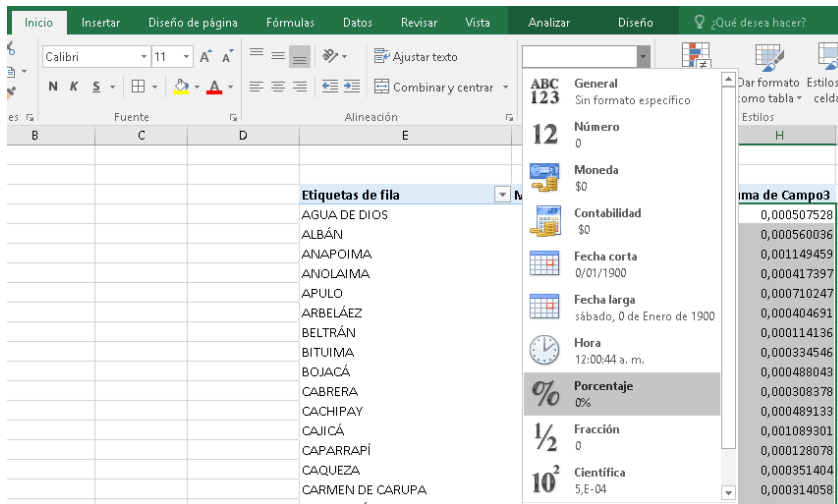 Inicio Insertar Diseño de página Fórmulas Datos Revisar Vista Analizar Diseño ¿Qué desea hacer?
Calibri 11 A A Ajustar texto
N K S A Combinar y centrar
Dar formato Estilos
como tabla celda
es Fuente Alineación Estilos
ABC
123
General
Sin formato específico
12
Número
0
Moneda
$0
Contabilidad
$0
Fecha corta
0/01/1900
Fecha larga
sábado, 0 de Enero de 1900
Hora
12:00:44 a. m.
%
Porcentaje
0%
1/2
Fracción
0
10²
Científica
5,E-04
B C D E H
Etiquetas de fila M uma de Campo3
AGUA DE DIOS 0,000507528
ALBÁN 0,000560036
ANAPOIMA 0,001149459
ANOLAIMA 0,000417397
APULO 0,000710247
ARBELÁEZ 0,000404691
BELTRÁN 0,000114136
BITUIMA 0,000334546
BOJACÁ 0,000488043
CABRERA 0,000308378
CACHIPAY 0,000489133
CAJICÁ 0,001089301
CAPARRAPÍ 0,000128078
CAQUEZA 0,000351404
CARMEN DE CARUPA 0,000314058